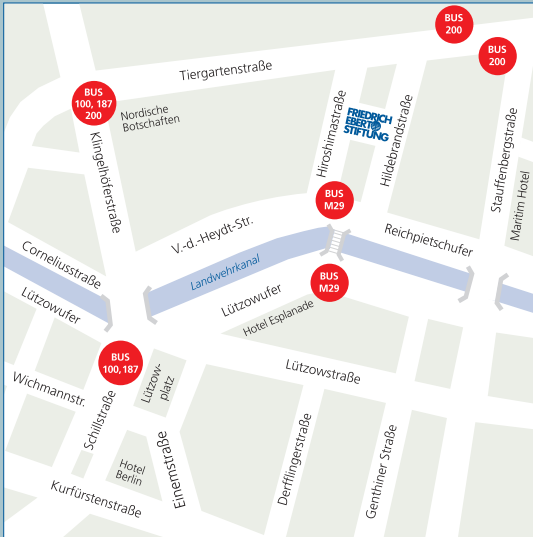 BUS
200
BUS
200
Tiergartenstraße
BUS
100, 187
200
Nordische
Botschaften
FRIEDRICH
EBERT
STIFTUNG
Hiroshimastraße
Hildebrandstraße
Stauffenbergstraße
Maritim Hotel
Klingelhöferstraße
BUS
M29
V.-d.-Heydt-Str.
Reichpietschufer
Corneliusstraße
Landwehrkanal
Lützowufer
BUS
M29
Lützowufer
Hotel Esplanade
BUS
100,187
Lützow-
platz
Lützowstraße
Wichmannstr.
Schillstraße
Einemstraße
Hotel
Berlin
Derfflingerstraße
Genthiner Straße
Kurfürstenstraße